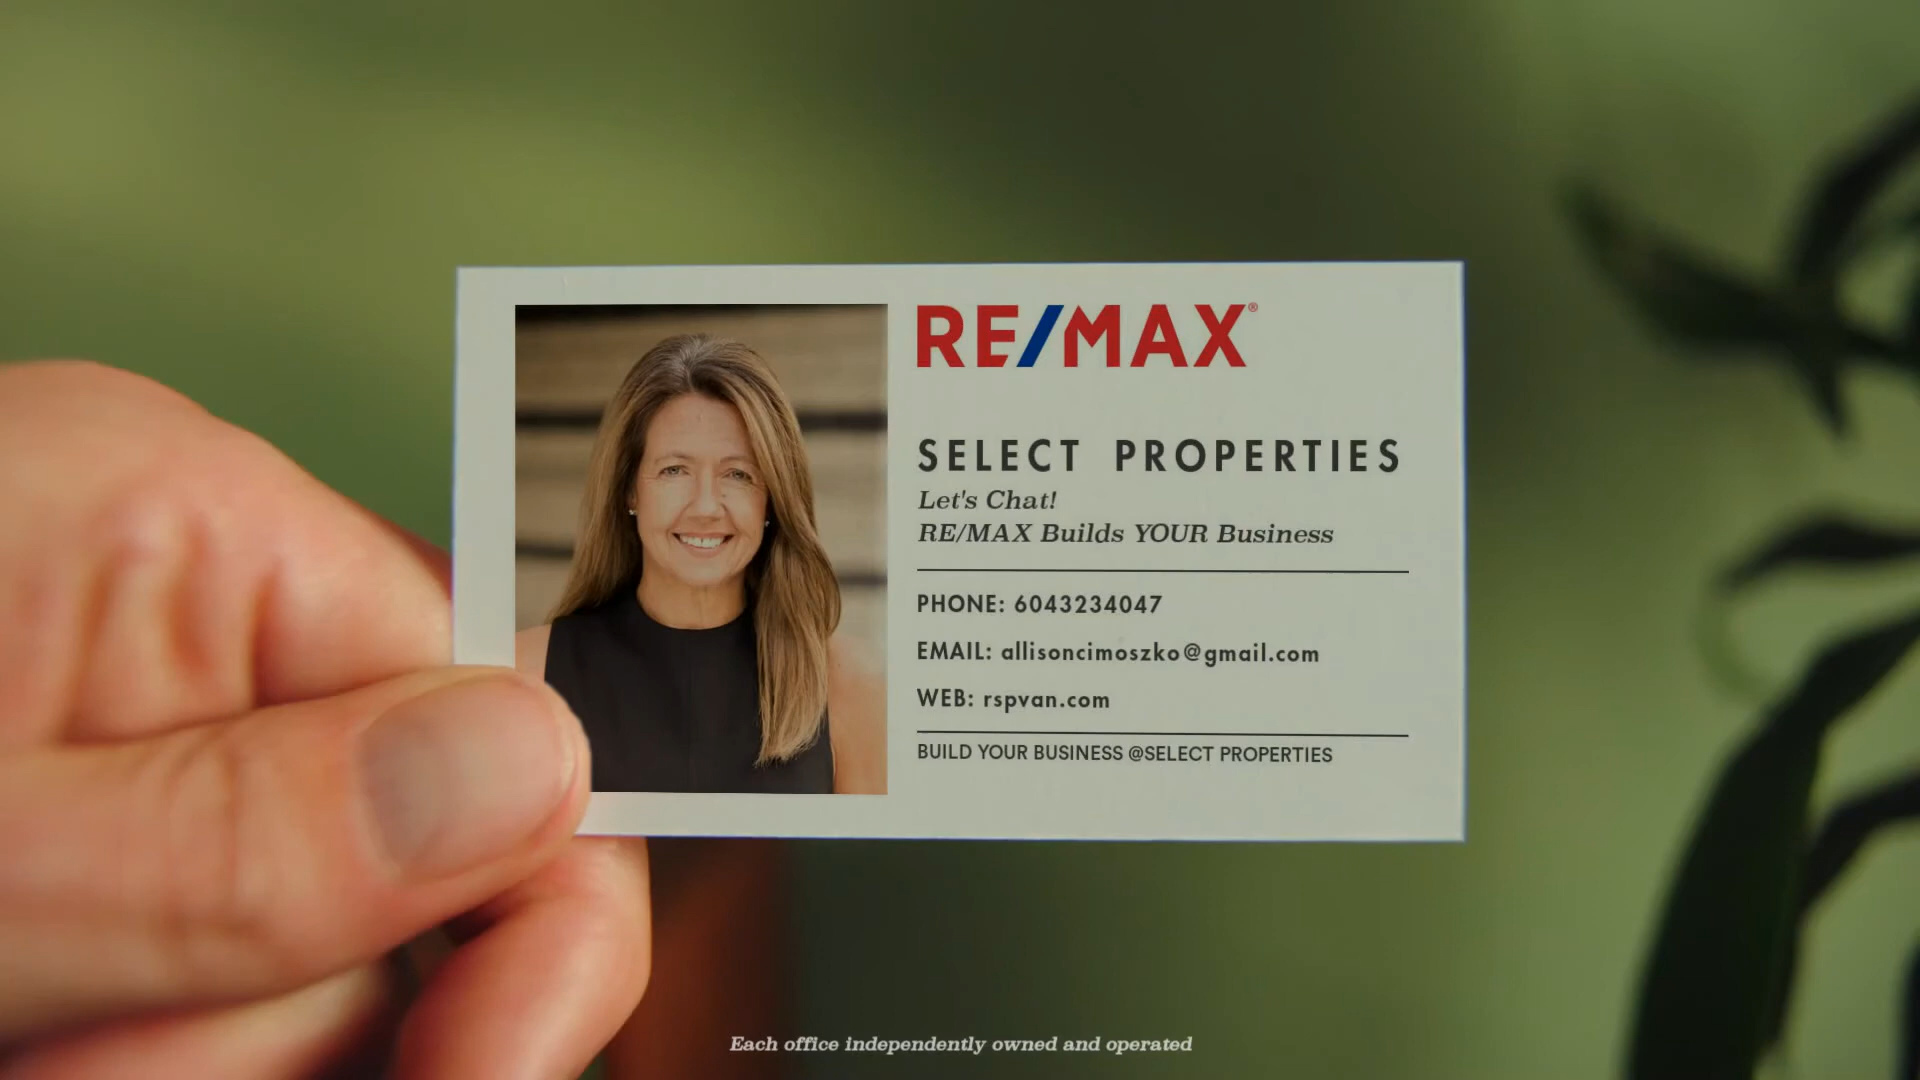 RE/MAX®
SELECT PROPERTIES
Let's Chat!
RE/MAX Builds YOUR Business
PHONE: 6043234047
EMAIL: allisoncimoszko@gmail.com
WEB: rspvan.com
BUILD YOUR BUSINESS @SELECT PROPERTIES
Each office independently owned and operated